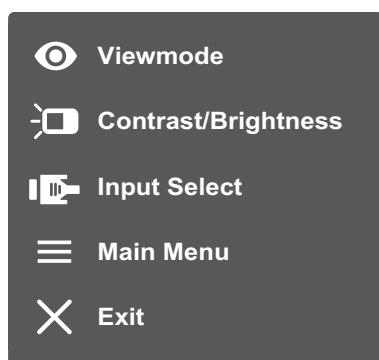 Viewmode
Contrast/Brightness
Input Select
Main Menu
Exit